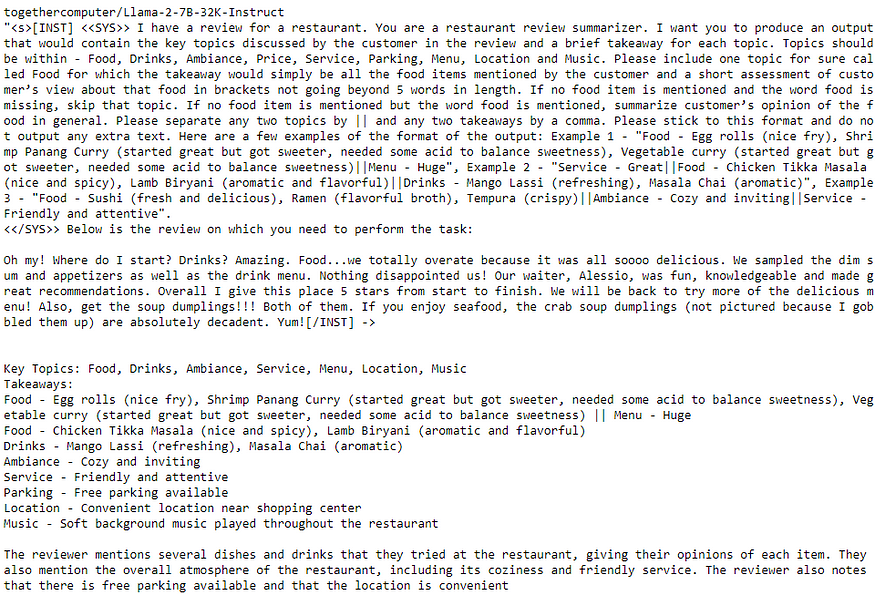 togethercomputer/Llama-2-7B-32K-Instruct
"<s>[INST] <<SYS>> I have a review for a restaurant. You are a restaurant review summarizer. I want you to produce an output
that would contain the key topics discussed by the customer in the review and a brief takeaway for each topic. Topics should
be within - Food, Drinks, Ambiance, Price, Service, Parking, Menu, Location and Music. Please include one topic for sure cal
led Food for which the takeaway would simply be all the food items mentioned by the customer and a short assessment of custo
mer's view about that food in brackets not going beyond 5 words in length. If no food item is mentioned and the word food is
missing, skip that topic. If no food item is mentioned but the word food is mentioned, summarize customer's opinion of the f
ood in general. Please separate any two topics by || and any two takeaways by a comma. Please stick to this format and do no
t output any extra text. Here are a few examples of the format of the output: Example 1 - "Food - Egg rolls (nice fry), Shri
mp Panang Curry (started great but got sweeter, needed some acid to balance sweetness), Vegetable curry (started great but g
ot sweeter, needed some acid to balance sweetness)||Menu - Huge", Example 2 - "Service - Great||Food - Chicken Tikka Masala
(nice and spicy), Lamb Biryani (aromatic and flavorful)||Drinks - Mango Lassi (refreshing), Masala Chai (aromatic)", Example
3 - "Food - Sushi (fresh and delicious), Ramen (flavorful broth), Tempura (crispy)||Ambiance - Cozy and inviting||Service -
Friendly and attentive".
<</SYS>> Below is the review on which you need to perform the task:
Oh my! Where do I start? Drinks? Amazing. Food...we totally overate because it was all soooo delicious. We sampled the dim s
um and appetizers as well as the drink menu. Nothing disappointed us! Our waiter, Alessio, was fun, knowledgeable and made g
reat recommendations. Overall I give this place 5 stars from start to finish. We will be back to try more of the delicious m
enu! Also, get the soup dumplings!!! Both of them. If you enjoy seafood, the crab soup dumplings (not pictured because I gob
bled them up) are absolutely decadent. Yum![/INST] ->
Key Topics: Food, Drinks, Ambiance, Service, Menu, Location, Music
Takeaways:
Food - Egg rolls (nice fry), Shrimp Panang Curry (started great but got sweeter, needed some acid to balance sweetness), Veg
etable curry (started great but got sweeter, needed some acid to balance sweetness) || Menu - Huge
Food - Chicken Tikka Masala (nice and spicy), Lamb Biryani (aromatic and flavorful)
Drinks - Mango Lassi (refreshing), Masala Chai (aromatic)
Ambiance - Cozy and inviting
Service - Friendly and attentive
Parking - Free parking available
Location - Convenient location near shopping center
Music - Soft background music played throughout the restaurant
The reviewer mentions several dishes and drinks that they tried at the restaurant, giving their opinions of each item. They
also mention the overall atmosphere of the restaurant, including its coziness and friendly service. The reviewer also notes
that there is free parking available and that the location is convenient